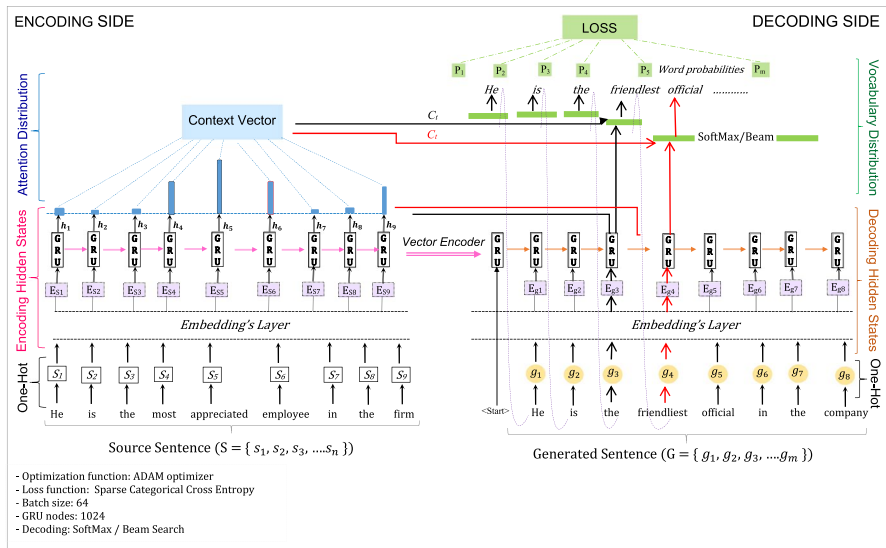 ENCODING SIDE
DECODING SIDE
LOSS
P1 P2 P3 P4 P5 Word probabilities Pm
He is the friendlest official ............
Context Vector
Ct
Ct
SoftMax/Beam
Attention Distribution
Vocabulary Distribution
h1 h2 h3 h4 h5 h6 h7 h8 h9
Encoding Hidden States
GRU GRU GRU GRU GRU GRU GRU GRU GRU
Vector Encoder
GRU GRU GRU GRU GRU GRU GRU GRU GRU
Decoding Hidden States
ES1 ES2 ES3 ES4 ES5 ES6 ES7 ES8 ES9
Eg1 Eg2 Eg3 Eg4 Eg5 Eg6 Eg7 Eg8
Embedding's Layer
Embedding's Layer
One-Hot
S1 S2 S3 S4 S5 S6 S7 S8 S9
g1 g2 g3 g4 g5 g6 g7 g8
One-Hot
He is the most appreciated employee in the firm
<Start> He is the friendliest official in the company
Source Sentence (S = { s1, s2, s3, ....sn })
Generated Sentence (G = { g1, g2, g3, ....gm })
- Optimization function: ADAM optimizer
- Loss function: Sparse Categorical Cross Entropy
- Batch size: 64
- GRU nodes: 1024
- Decoding: SoftMax / Beam Search